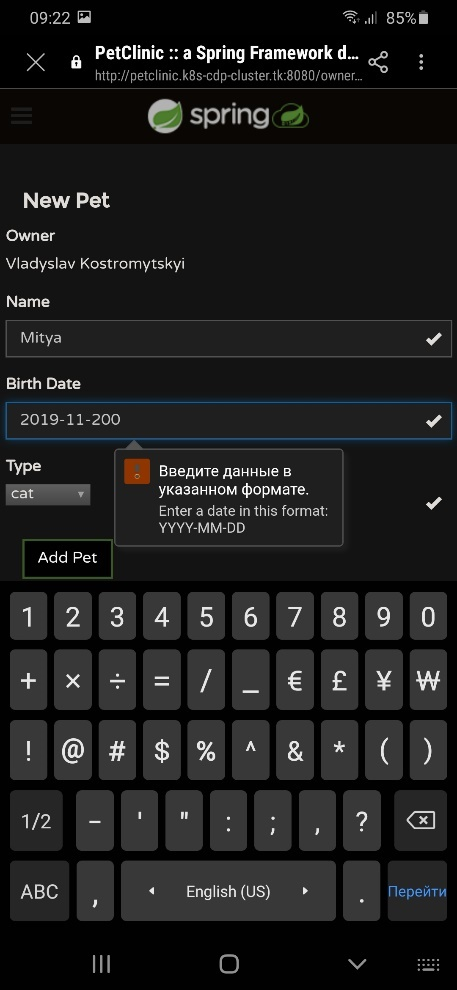 09:22 85%
PetClinic :: a Spring Framework d...
http://petclinic.k8s-cdp-cluster.tk:8080/owner...
spring
New Pet
Owner
Vladyslav Kostromytskyi
Name
Mitya
Birth Date
2019-11-200
Type
cat
Введите данные в
указанном формате.
Enter a date in this format:
YYYY-MM-DD
Add Pet
1 2 3 4 5 6 7 8 9 0
+ × ÷ = / _ € £ ¥ ₩
! @ # $ % ^ & * ( )
1/2 - ' " : ; , ?
ABC , English (US) . Перейти